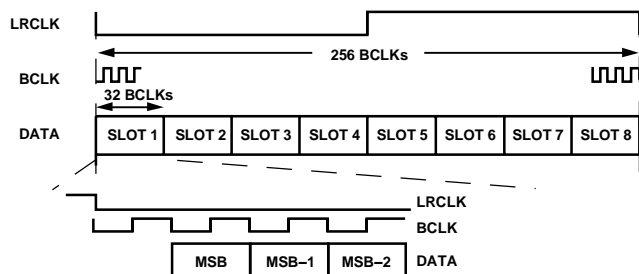 LRCLK
256 BCLKs
BCLK
32 BCLKs
DATA SLOT 1 SLOT 2 SLOT 3 SLOT 4 SLOT 5 SLOT 6 SLOT 7 SLOT 8
LRCLK
BCLK
MSB MSB–1 MSB–2 DATA